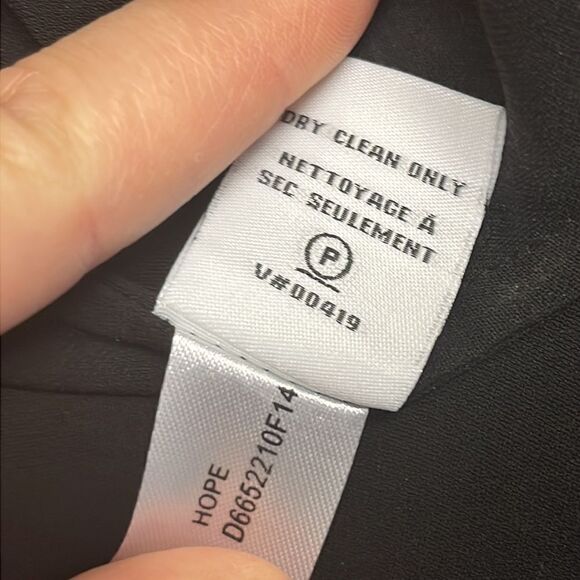 DRY CLEAN ONLY
NETTOYAGE À
SEC SEULEMENT
P
V#00419
HOPE
D6652210F14